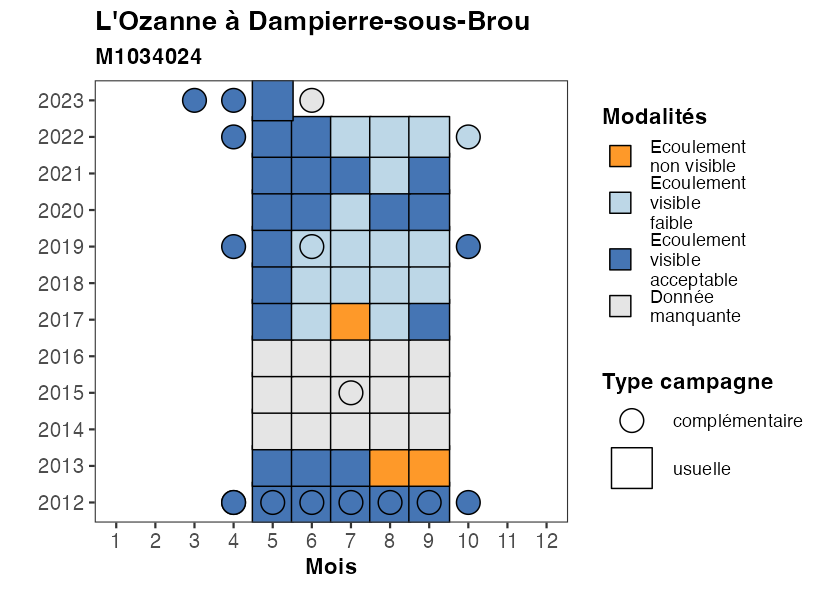 L'Ozanne à Dampierre-sous-Brou
M1034024
2023
2022
2021
2020
2019
2018
2017
2016
2015
2014
2013
2012
1 2 3 4 5 6 7 8 9 10 11 12
Mois
Modalités
Ecoulement
non visible
Ecoulement
visible
faible
Ecoulement
visible
acceptable
Donnée
manquante
Type campagne
complémentaire
usuelle